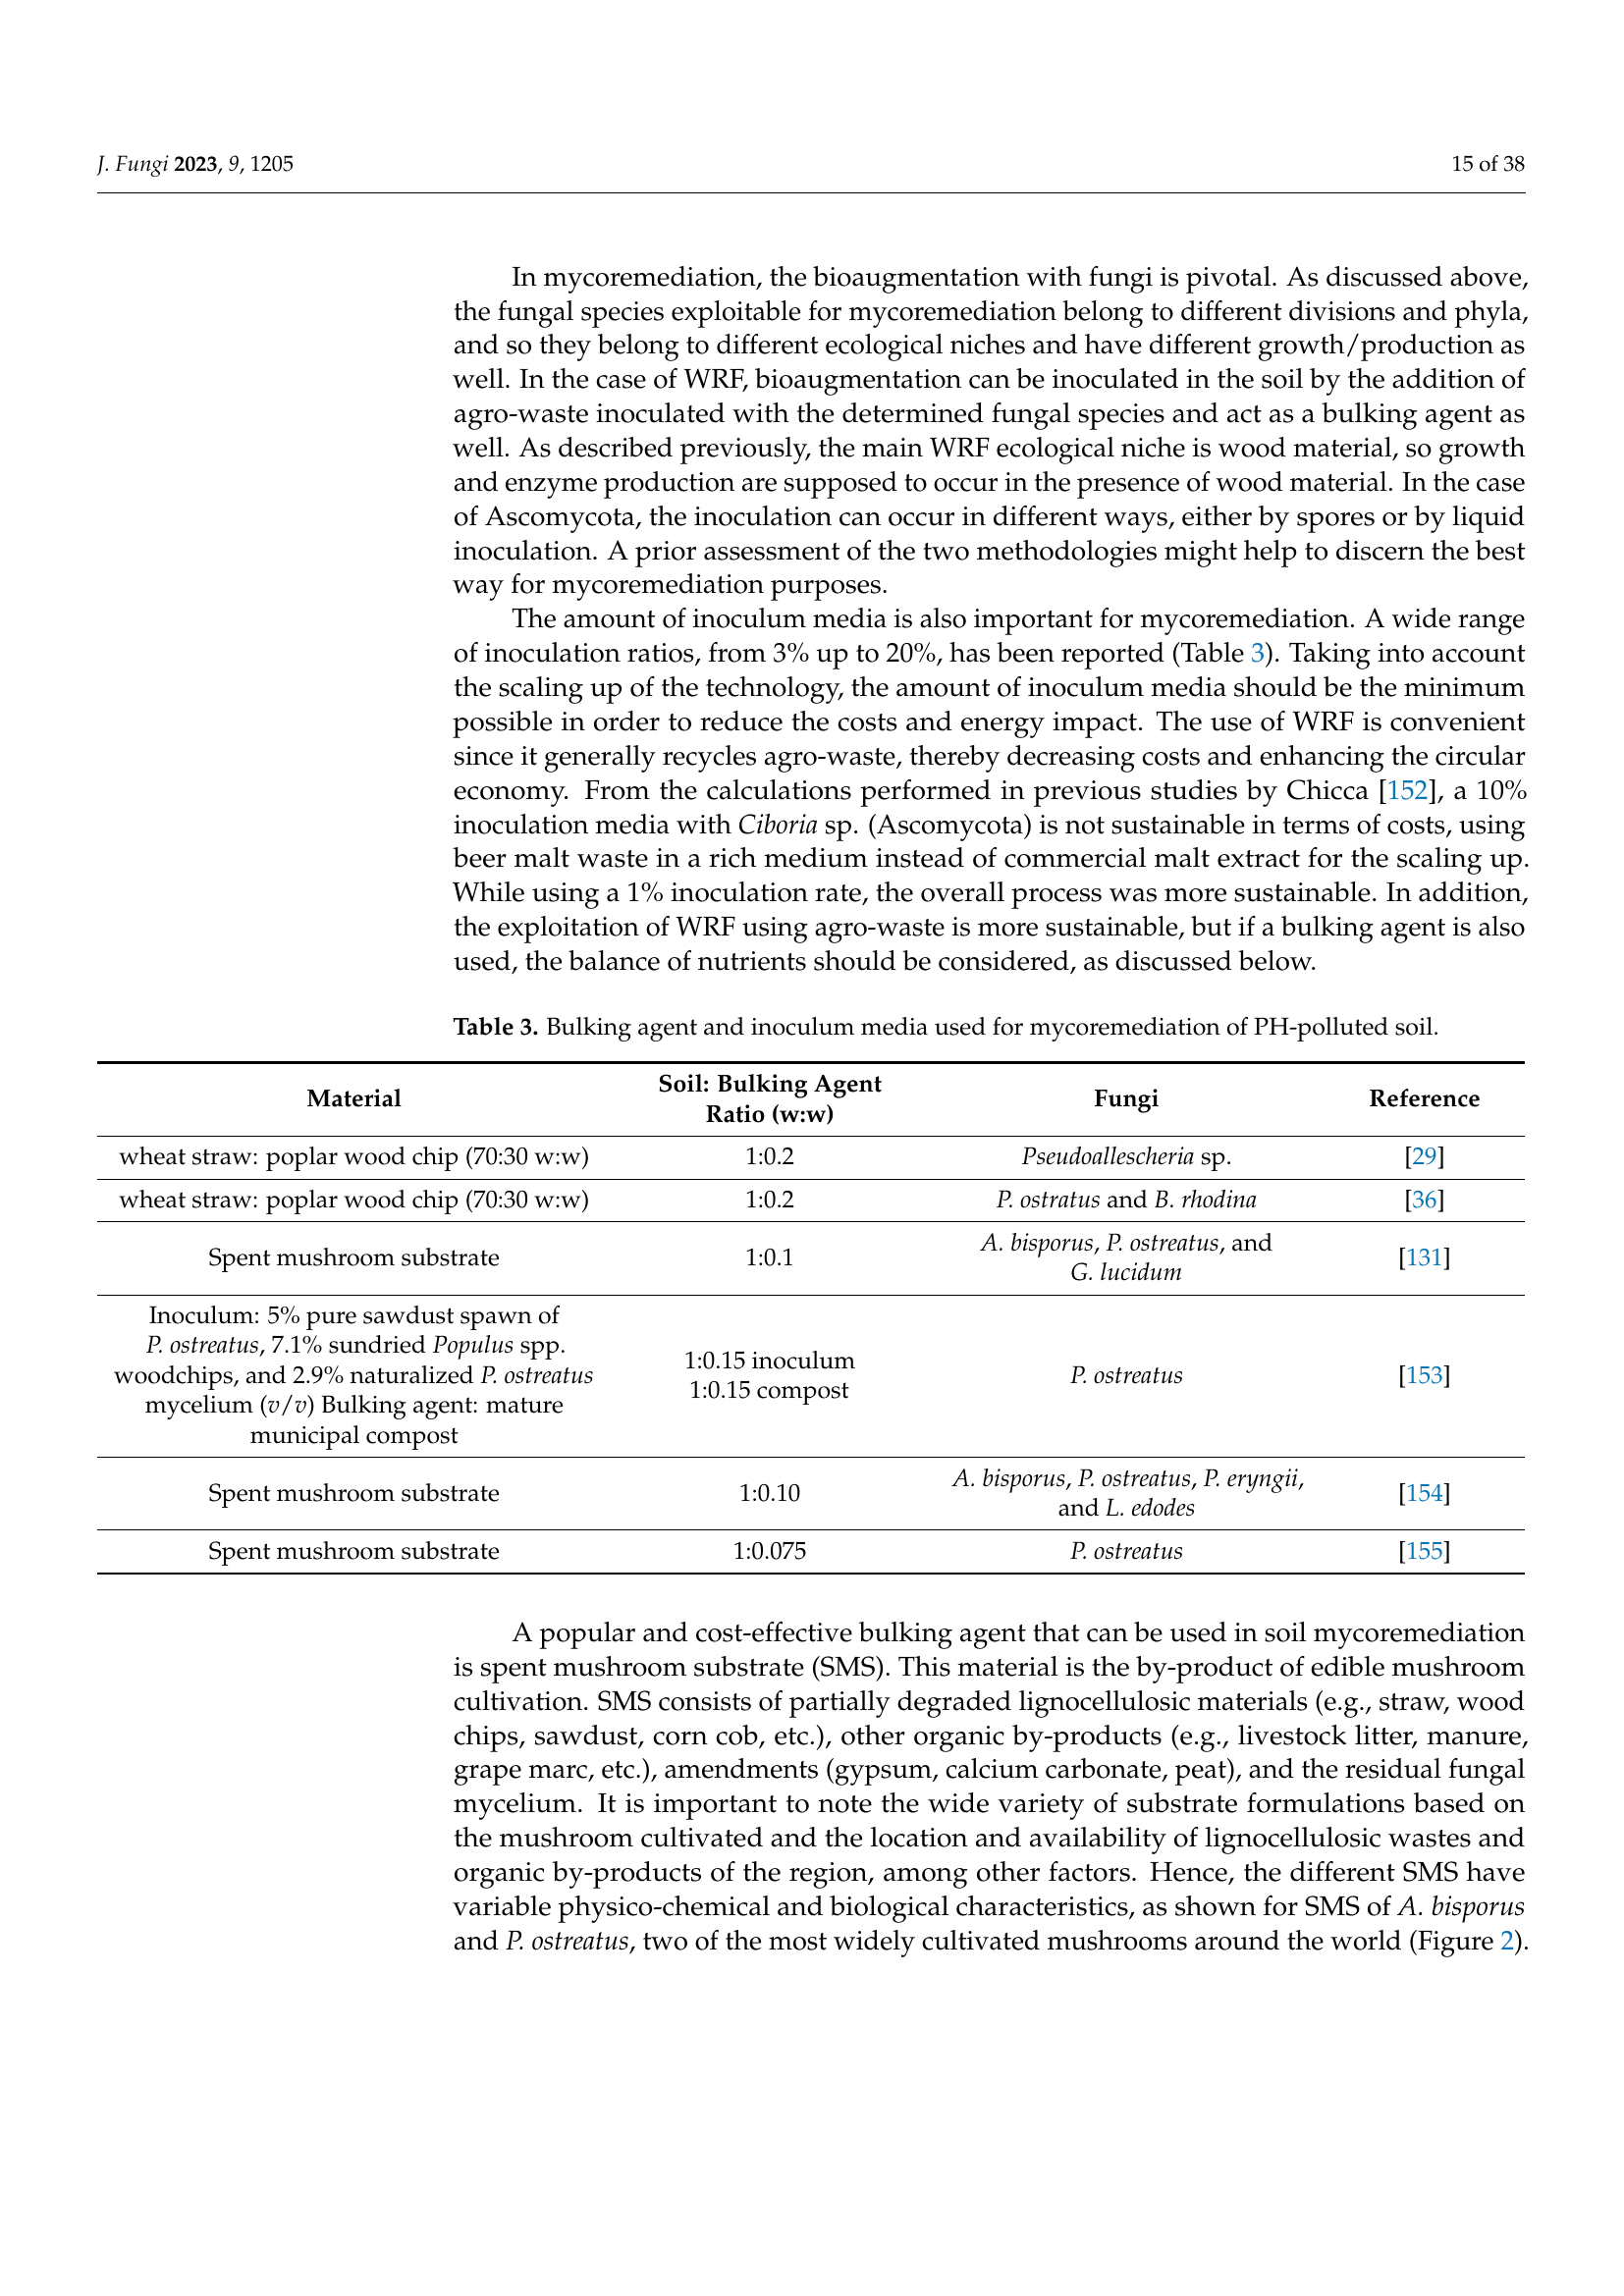 J. Fungi 2023, 9, 1205
15 of 38
In mycoremediation, the bioaugmentation with fungi is pivotal. As discussed above,
the fungal species exploitable for mycoremediation belong to different divisions and phyla,
and so they belong to different ecological niches and have different growth/production as
well. In the case of WRF, bioaugmentation can be inoculated in the soil by the addition of
agro-waste inoculated with the determined fungal species and act as a bulking agent as
well. As described previously, the main WRF ecological niche is wood material, so growth
and enzyme production are supposed to occur in the presence of wood material. In the case
of Ascomycota, the inoculation can occur in different ways, either by spores or by liquid
inoculation. A prior assessment of the two methodologies might help to discern the best
way for mycoremediation purposes.
The amount of inoculum media is also important for mycoremediation. A wide range
of inoculation ratios, from 3% up to 20%, has been reported (Table 3). Taking into account
the scaling up of the technology, the amount of inoculum media should be the minimum
possible in order to reduce the costs and energy impact. The use of WRF is convenient
since it generally recycles agro-waste, thereby decreasing costs and enhancing the circular
economy. From the calculations performed in previous studies by Chicca [152], a 10%
inoculation media with Ciboria sp. (Ascomycota) is not sustainable in terms of costs, using
beer malt waste in a rich medium instead of commercial malt extract for the scaling up.
While using a 1% inoculation rate, the overall process was more sustainable. In addition,
the exploitation of WRF using agro-waste is more sustainable, but if a bulking agent is also
used, the balance of nutrients should be considered, as discussed below.
Table 3. Bulking agent and inoculum media used for mycoremediation of PH-polluted soil.
Material
Soil: Bulking Agent
Ratio (w:w)
Fungi
Reference
wheat straw: poplar wood chip (70:30 w:w)
1:0.2
Pseudoallescheria sp.
[29]
wheat straw: poplar wood chip (70:30 w:w)
1:0.2
P. ostratus and B. rhodina
[36]
Spent mushroom substrate
1:0.1
A. bisporus, P. ostreatus, and
G. lucidum
[131]
Inoculum: 5% pure sawdust spawn of
P. ostreatus, 7.1% sundried Populus spp.
woodchips, and 2.9% naturalized P. ostreatus
mycelium (v/v) Bulking agent: mature
municipal compost
1:0.15 inoculum
1:0.15 compost
P. ostreatus
[153]
Spent mushroom substrate
1:0.10
A. bisporus, P. ostreatus, P. eryngii,
and L. edodes
[154]
Spent mushroom substrate
1:0.075
P. ostreatus
[155]
A popular and cost-effective bulking agent that can be used in soil mycoremediation
is spent mushroom substrate (SMS). This material is the by-product of edible mushroom
cultivation. SMS consists of partially degraded lignocellulosic materials (e.g., straw, wood
chips, sawdust, corn cob, etc.), other organic by-products (e.g., livestock litter, manure,
grape marc, etc.), amendments (gypsum, calcium carbonate, peat), and the residual fungal
mycelium. It is important to note the wide variety of substrate formulations based on
the mushroom cultivated and the location and availability of lignocellulosic wastes and
organic by-products of the region, among other factors. Hence, the different SMS have
variable physico-chemical and biological characteristics, as shown for SMS of A. bisporus
and P. ostreatus, two of the most widely cultivated mushrooms around the world (Figure 2).